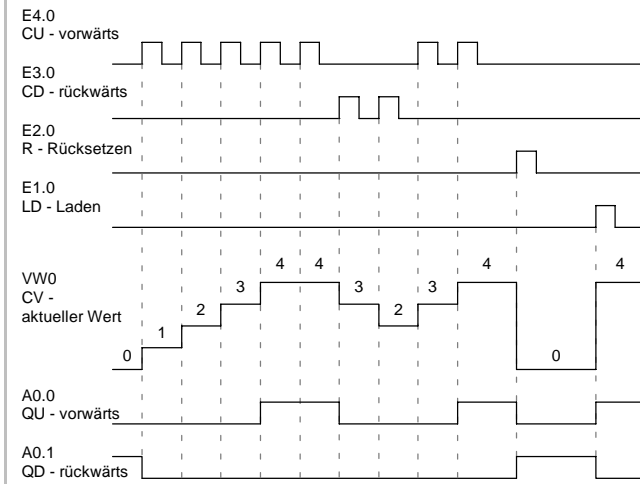 E4.0
CU - vorwärts
E3.0
CD - rückwärts
E2.0
R - Rücksetzen
E1.0
LD - Laden
4 4 4 4
VW0
CV -
aktueller Wert
3 3 3
2 2
1
0 0
A0.0
QU - vorwärts
A0.1
QD - rückwärts